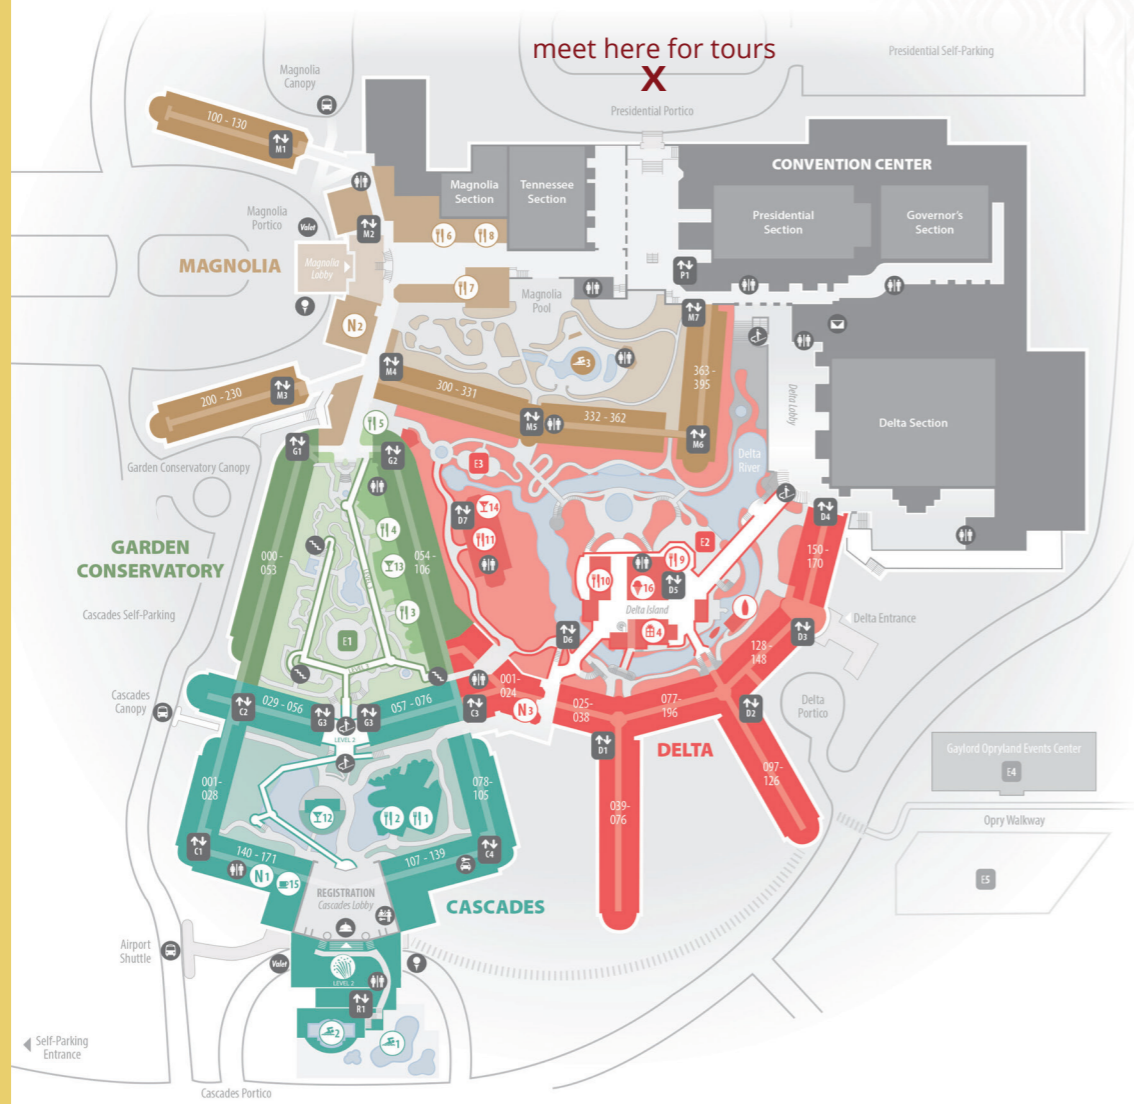 meet here for tours
X
Presidential Self-Parking
Magnolia
Canopy
Presidential Portico
100 - 130
M1
CONVENTION CENTER
Magnolia
Section
Tennessee
Section
Presidential
Section
Governor's
Section
Magnolia
Portico
Valet
M2
6
8
MAGNOLIA
Magnolia
Lobby
P1
7
Magnolia
Pool
N2
M7
3
M4
300 - 331
363 -
395
200 - 230
M3
332 - 362
Delta Lobby
M5
M6
5
Delta Section
G1
G2
Garden Conservatory Canopy
E3
Delta
River
14
D7
D4
4
11
E2
GARDEN
CONSERVATORY
000 -
053
054 -
106
150 -
170
LEVEL 3
13
9
10
16
D5
Cascades Self-Parking
3
Delta Island
Delta Entrance
E1
D6
4
D3
128 -
148
LEVEL 3
001-
024
029 - 056
057 - 076
025-
038
077-
196
Cascades
Canopy
C2
G3
G3
C3
N3
D2
Delta
Portico
LEVEL 2
D1
DELTA
Gaylord Opryland Events Center
E4
001-
028
078-
105
097-
126
039-
076
12
2
1
Opry Walkway
C1
140 - 171
107 - 139
C4
N1
15
E5
REGISTRATION
Cascades Lobby
CASCADES
Airport
Shuttle
Valet
LEVEL 2
R1
2
1
Self-Parking
Entrance
Cascades Portico